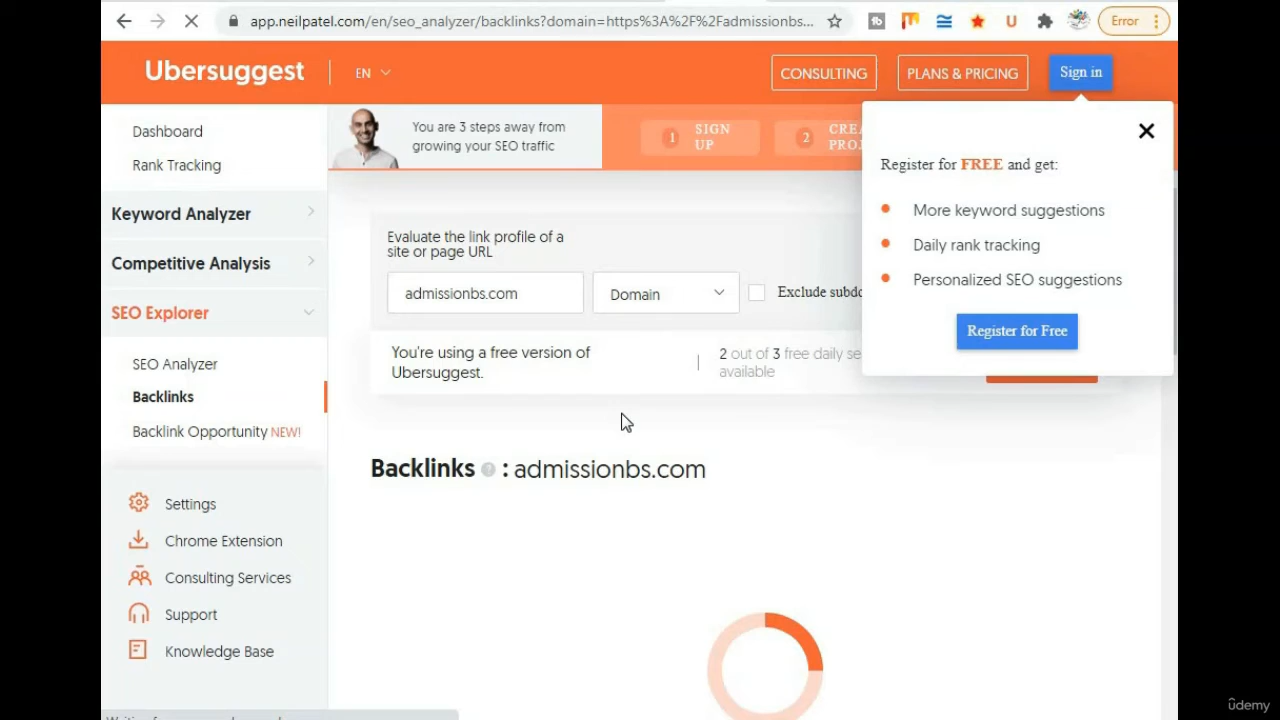 app.neilpatel.com/en/seo_analyzer/backlinks?domain=https%3A%2F%2Fadmissionbs...
Error
Ubersuggest
EN
CONSULTING
PLANS & PRICING
Sign in
Dashboard
Rank Tracking
Keyword Analyzer
Competitive Analysis
SEO Explorer
SEO Analyzer
Backlinks
Backlink Opportunity NEW!
Settings
Chrome Extension
Consulting Services
Support
Knowledge Base
You are 3 steps away from
growing your SEO traffic
1 SIGN
UP
2
Register for FREE and get:
More keyword suggestions
Daily rank tracking
Personalized SEO suggestions
Register for Free
Evaluate the link profile of a
site or page URL
admissionbs.com
Domain
Exclude
You're using a free version of
Ubersuggest.
2 out of 3 free daily
available
Backlinks ? : admissionbs.com
ûdemy